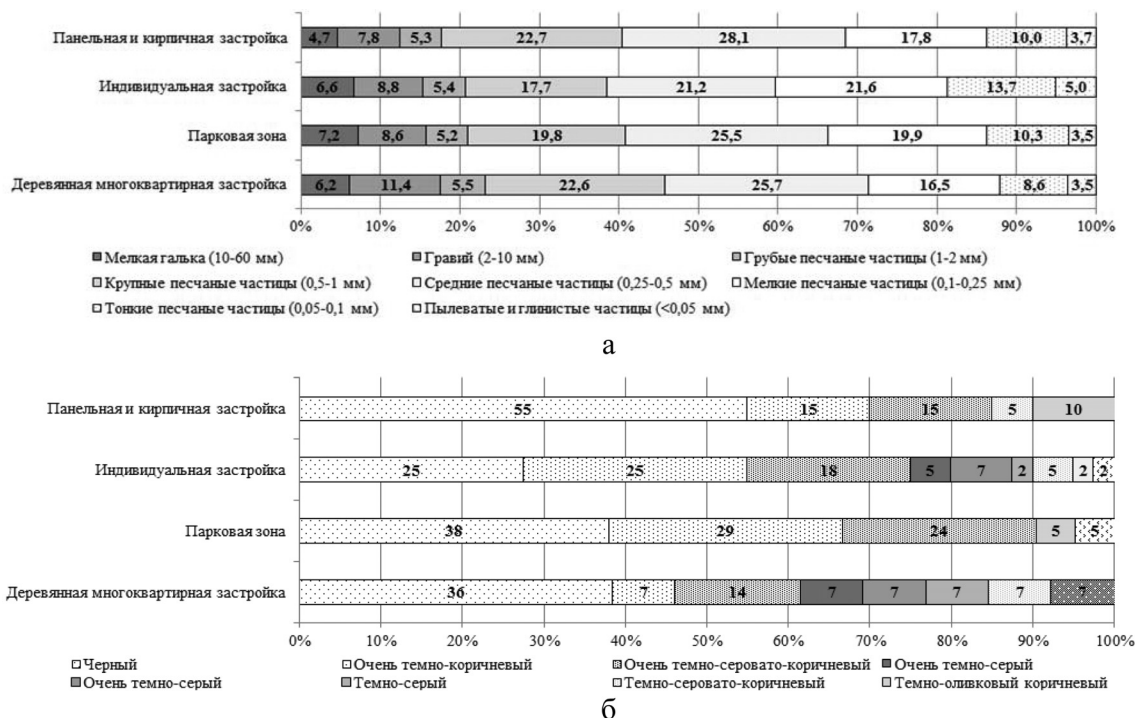 Панельная и кирпичная застройка 4,7 7,8 5,3 22,7 28,1 17,8 10,0 3,7
Индивидуальная застройка 6,6 8,8 5,4 17,7 21,2 21,6 13,7 5,0
Парковая зона 7,2 8,6 5,2 19,8 25,5 19,9 10,3 3,5
Деревянная многоквартирная застройка 6,2 11,4 5,5 22,6 25,7 16,5 8,6 3,5
0% 10% 20% 30% 40% 50% 60% 70% 80% 90% 100%
Мелкая галька (10-60 мм) Гравий (2-10 мм) Грубые песчаные частицы (1-2 мм)
Крупные песчаные частицы (0,5-1 мм) Средние песчаные частицы (0,25-0,5 мм) Мелкие песчаные частицы (0,1-0,25 мм)
Тонкие песчаные частицы (0,05-0,1 мм) Пылеватые и глинистые частицы (<0,05 мм)
а
Панельная и кирпичная застройка 55 15 15 5 10
Индивидуальная застройка 25 25 18 5 7 2 5 2 2
Парковая зона 38 29 24 5 5
Деревянная многоквартирная застройка 36 7 14 7 7 7 7 7
0% 10% 20% 30% 40% 50% 60% 70% 80% 90% 100%
Черный Очень темно-коричневый Очень темно-серовато-коричневый Очень темно-серый
Очень темно-серый Темно-серый Темно-серовато-коричневый Темно-оливковый коричневый
б